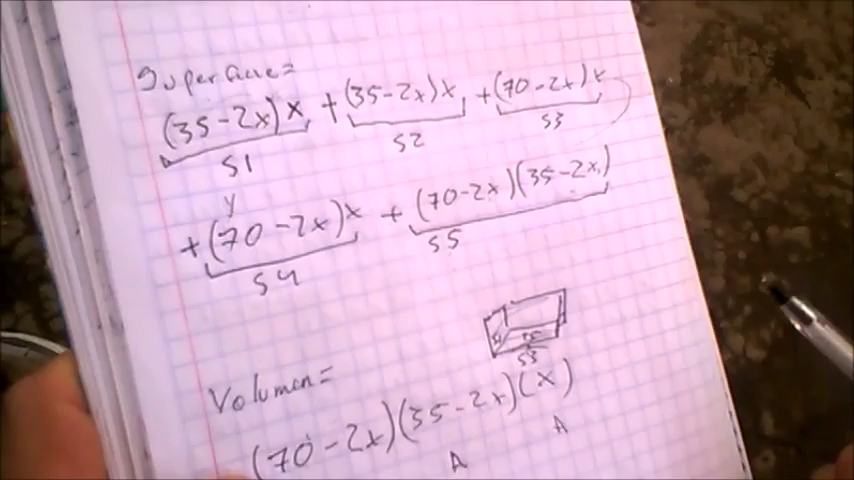 Superficie=
(35-2x)x +(35-2x)x +(70-2x)x
S1 S2 S3
y
+(70-2x)x + (70-2x)(35-2x)
S4 S5
S3
Volumen=
(70-2x)(35-2x)(x)
A A